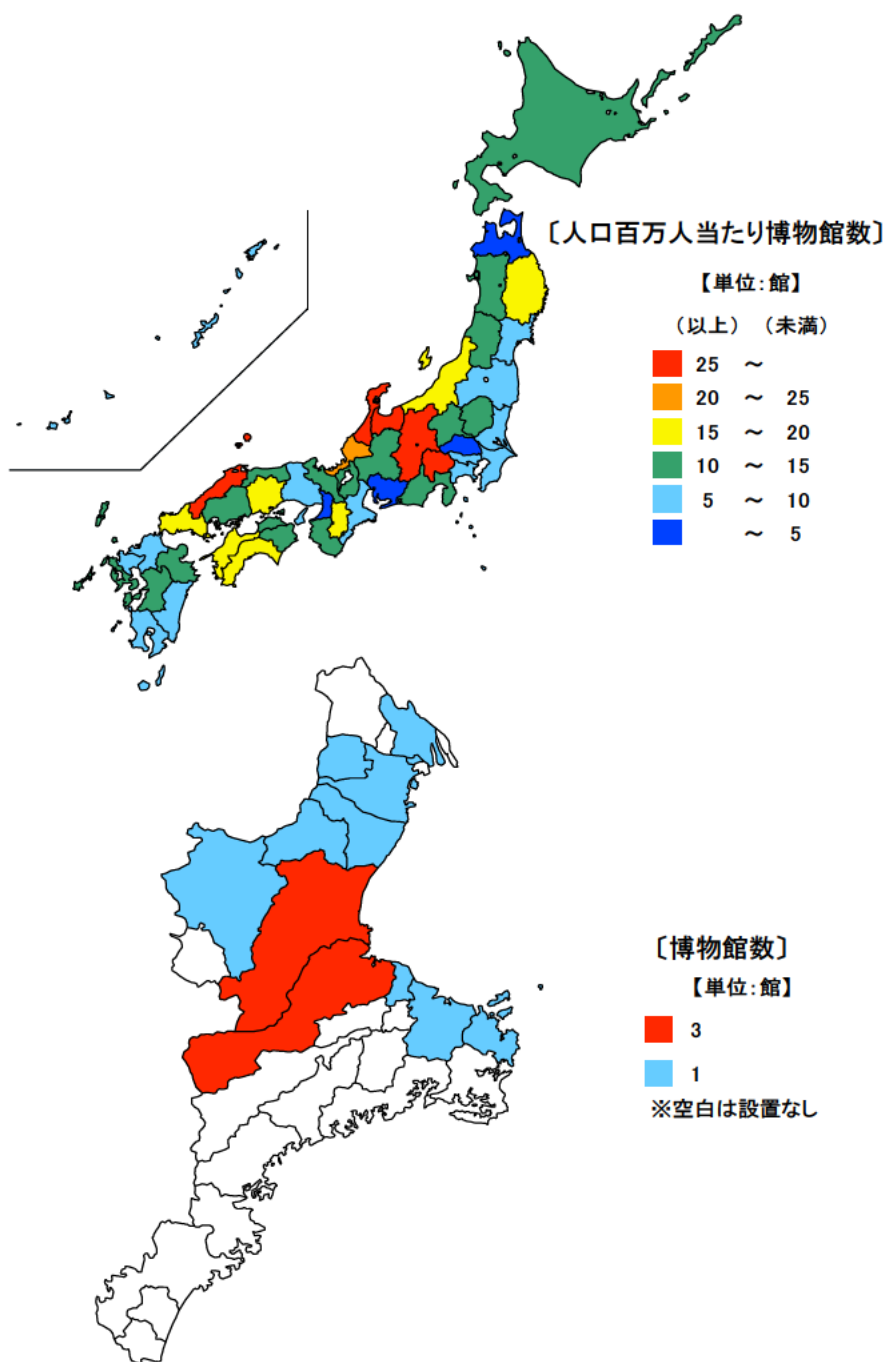 〔人口百万人当たり博物館数〕
【単位:館】
(以上) (未満)
25 ~
20 ~ 25
15 ~ 20
10 ~ 15
5 ~ 10
~ 5
〔博物館数〕
【単位:館】
3
1
※空白は設置なし